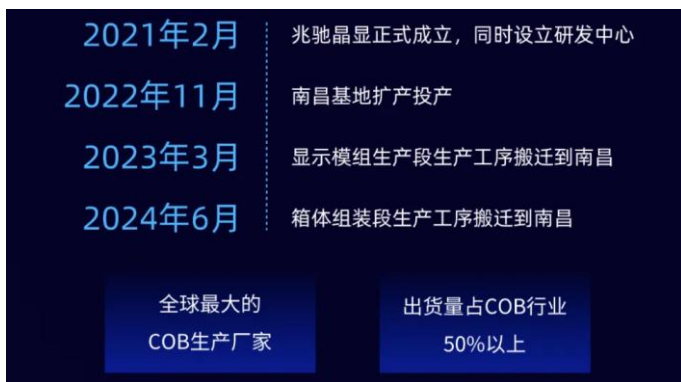 2021年2月 兆驰晶显正式成立，同时设立研发中心
2022年11月 南昌基地扩产投产
2023年3月 显示模组生产段生产工序搬迁到南昌
2024年6月 箱体组装段生产工序搬迁到南昌
全球最大的
COB生产厂家
出货量占COB行业
50%以上